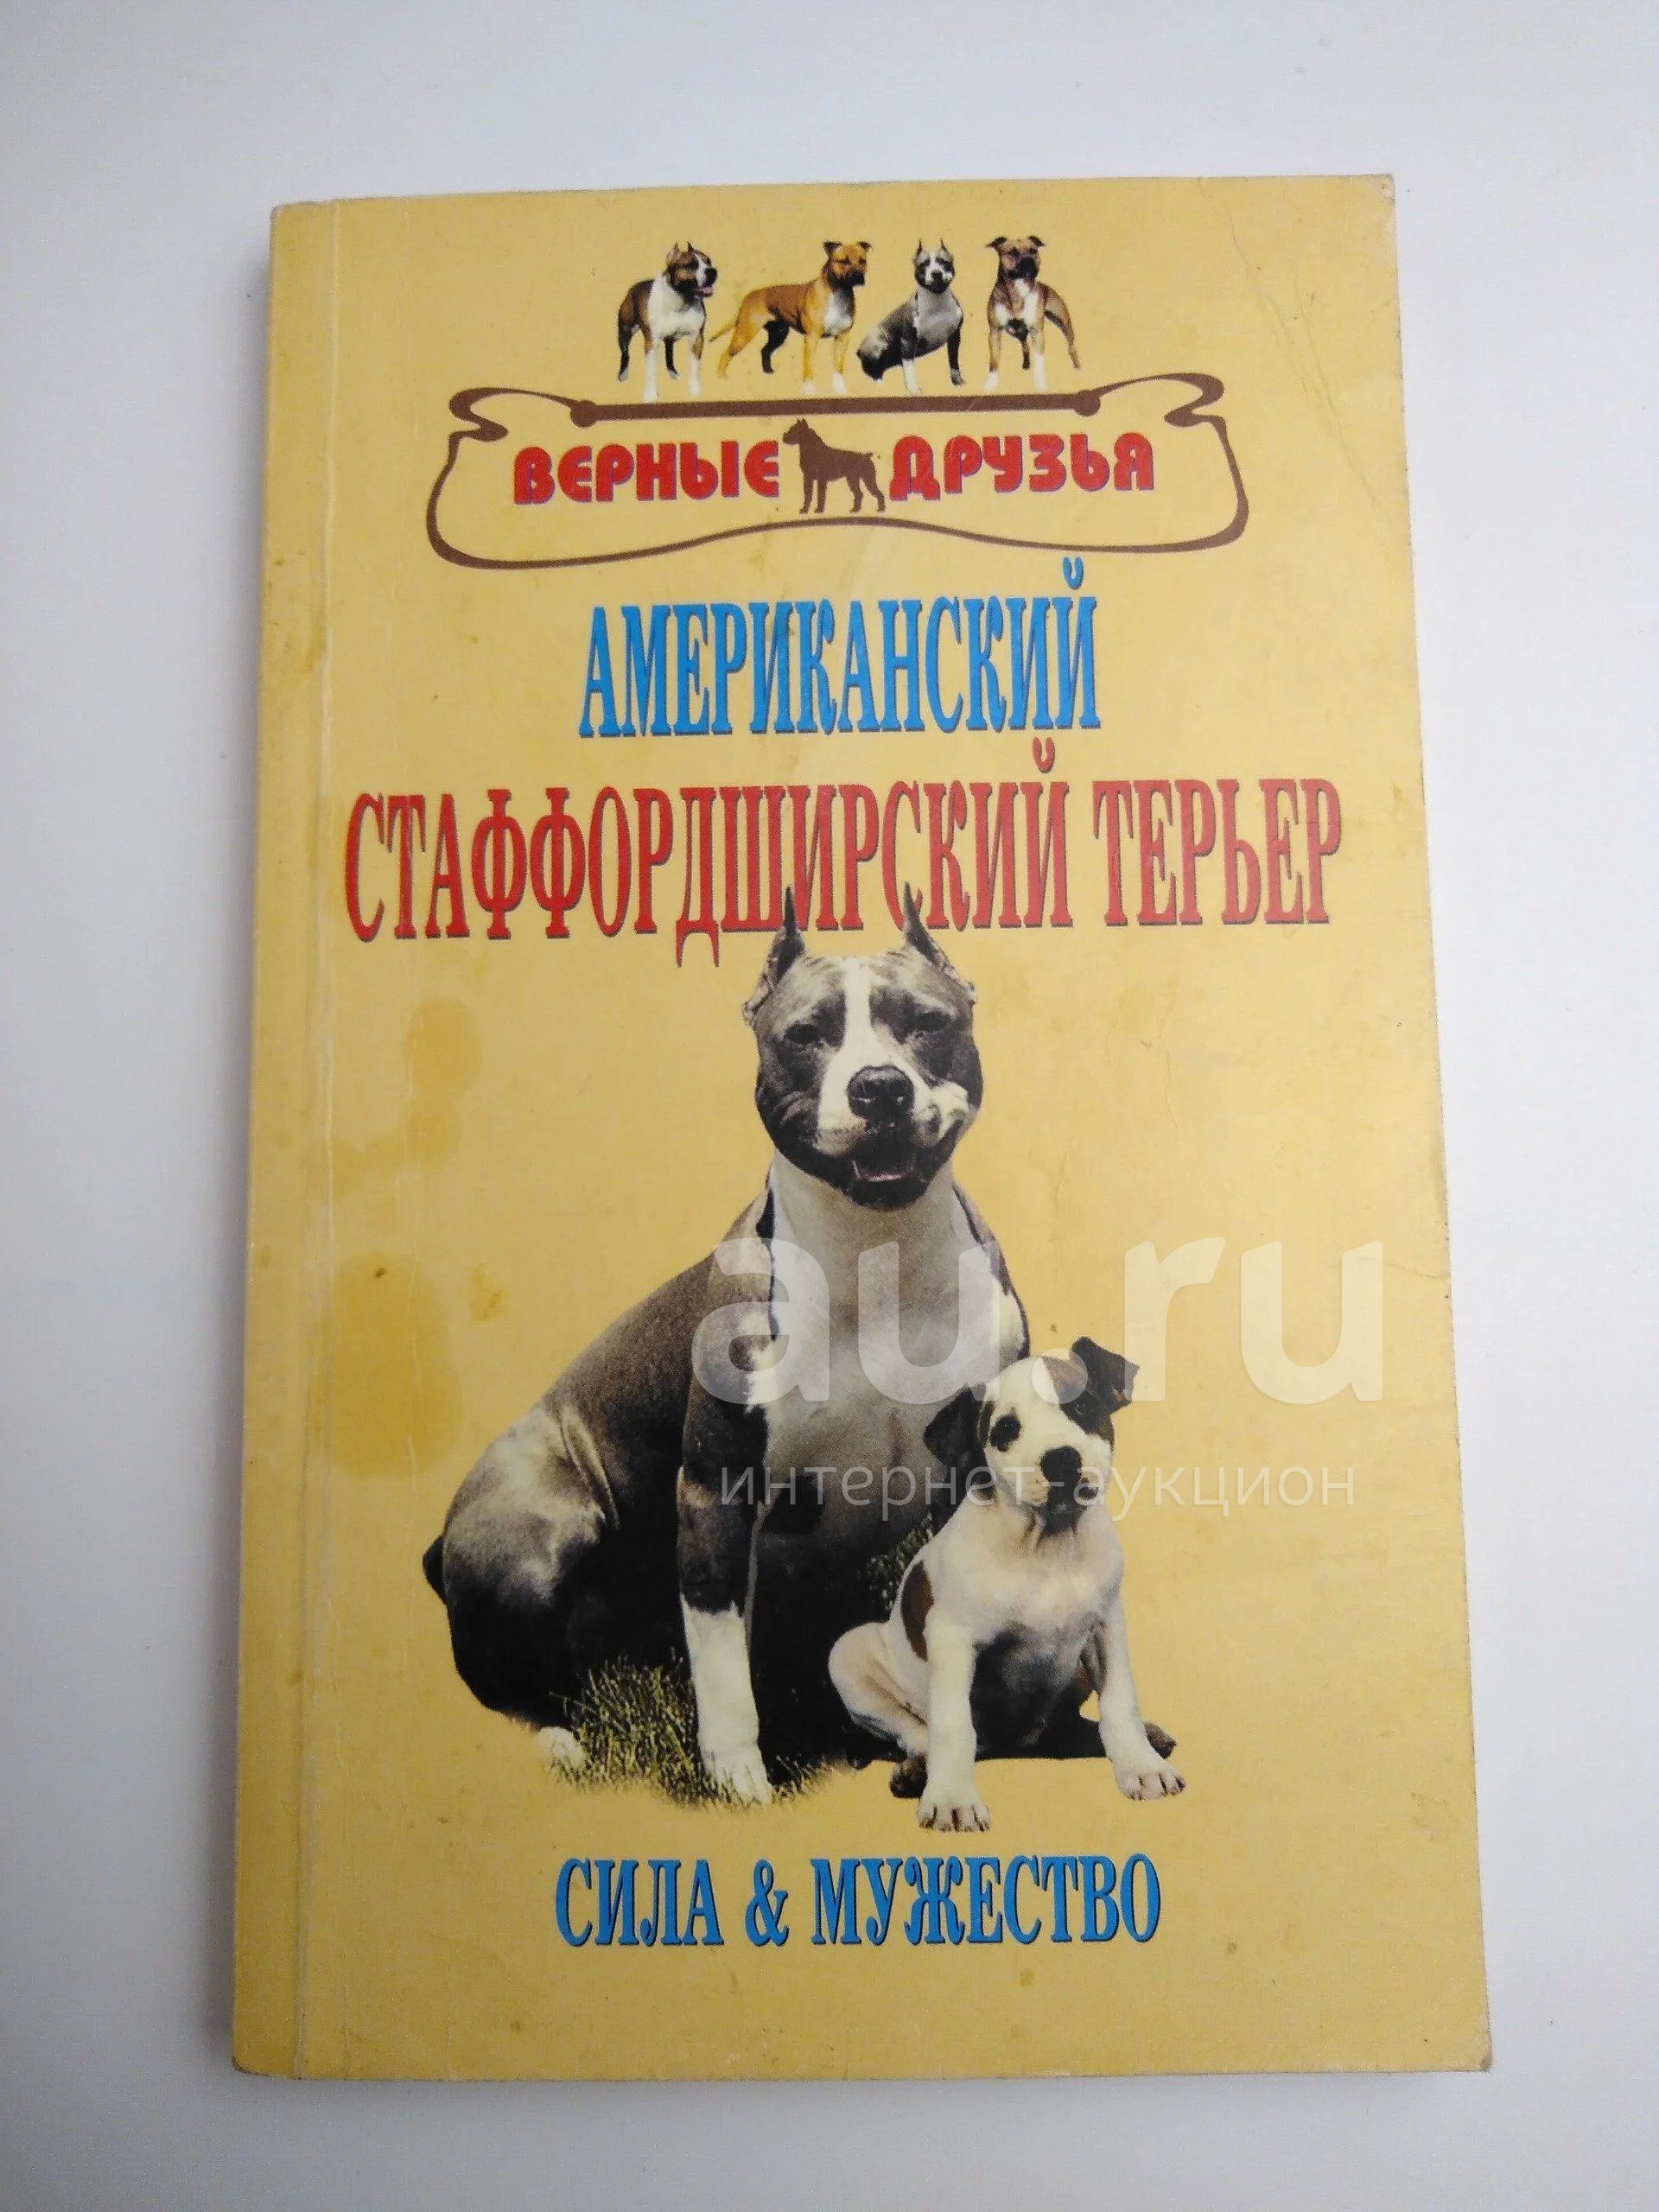 ВЕРНЫЕ ДРУЗЬЯ
АМЕРИКАНСКИЙ
СТАФФОРДШИРСКИЙ ТЕРЬЕР
au.ru
интернет-аукцион
СИЛА & МУЖЕСТВО